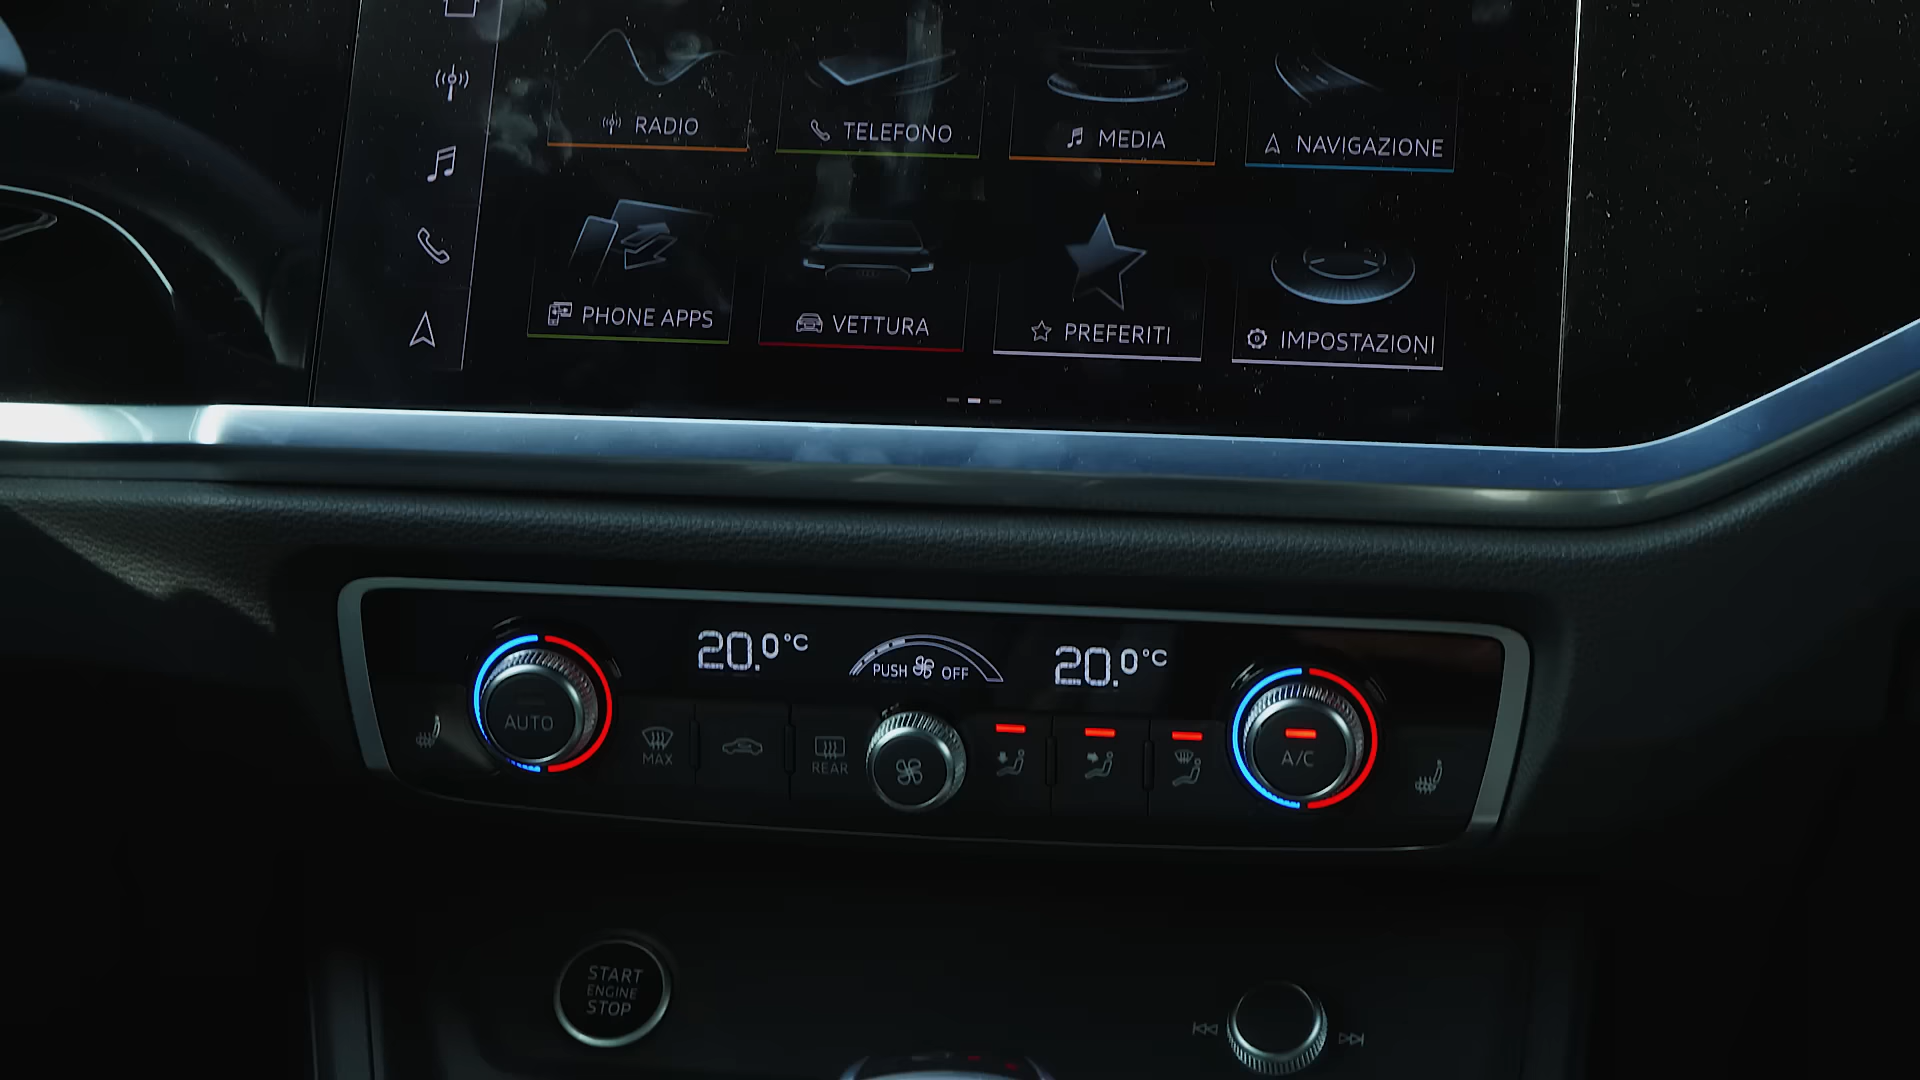 RADIO
TELEFONO
MEDIA
NAVIGAZIONE
PHONE APPS
VETTURA
PREFERITI
IMPOSTAZIONI
20.0°C
PUSH OFF
20.0°C
AUTO
MAX
REAR
A/C
START
ENGINE
STOP